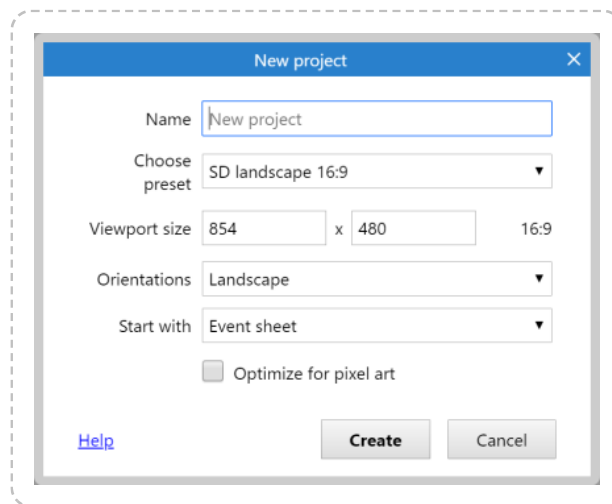 New project
Name New project
Choose
preset SD landscape 16:9
Viewport size 854 x 480 16:9
Orientations Landscape
Start with Event sheet
Optimize for pixel art
Help Create Cancel